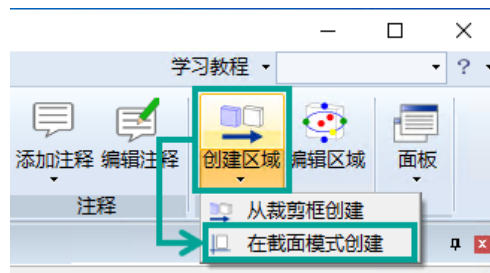 学习教程 ?
添加注释 编辑注释 创建区域 编辑区域 面板
注释
从裁剪框创建
在截面模式创建